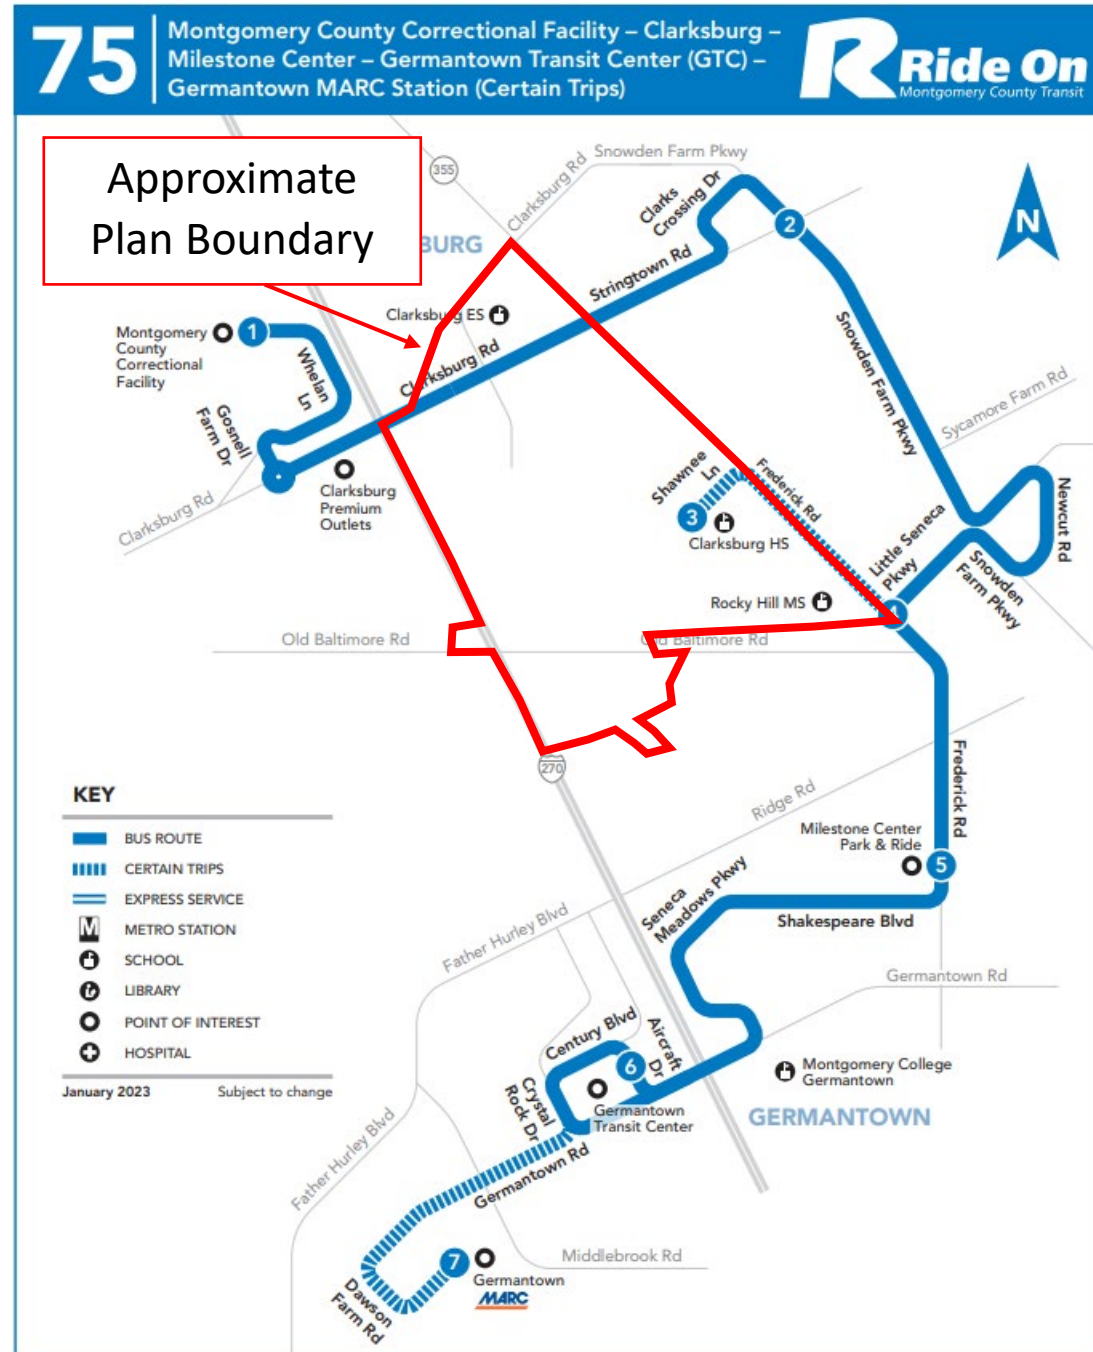 75
Montgomery County Correctional Facility – Clarksburg –
Milestone Center – Germantown Transit Center (GTC) –
Germantown MARC Station (Certain Trips)
Ride On
Montgomery County Transit
Approximate
Plan Boundary
355
Clarksburg Rd
Snowden Farm Pkwy
Clarks
Crossing Dr
2
N
BURG
Stringtown Rd
Clarksburg ES
Montgomery
County
Correctional
Facility
1
Whelan
Ln
Clarksburg Rd
Snowden Farm Pkwy
Gosnell
Farm Dr
Sycamore Farm Rd
Clarksburg
Premium
Outlets
Clarksburg Rd
Shawnee
Ln
Frederick Rd
3
Clarksburg HS
Little Seneca
Pkwy
Newcut Rd
Snowden
Farm Pkwy
Rocky Hill MS
4
Old Baltimore Rd
Old Baltimore Rd
270
Frederick Rd
Ridge Rd
KEY
BUS ROUTE
CERTAIN TRIPS
EXPRESS SERVICE
M
METRO STATION
SCHOOL
LIBRARY
POINT OF INTEREST
HOSPITAL
January 2023
Subject to change
Milestone Center
Park & Ride
5
Seneca
Meadows Pkwy
Shakespeare Blvd
Father Hurley Blvd
Germantown Rd
Century Blvd
Aircraft
Dr
6
Crystal
Rock Dr
Germantown
Transit Center
Montgomery College
Germantown
GERMANTOWN
Father Hurley Blvd
Germantown Rd
Middlebrook Rd
7
Germantown
MARC
Dawson
Farm Rd